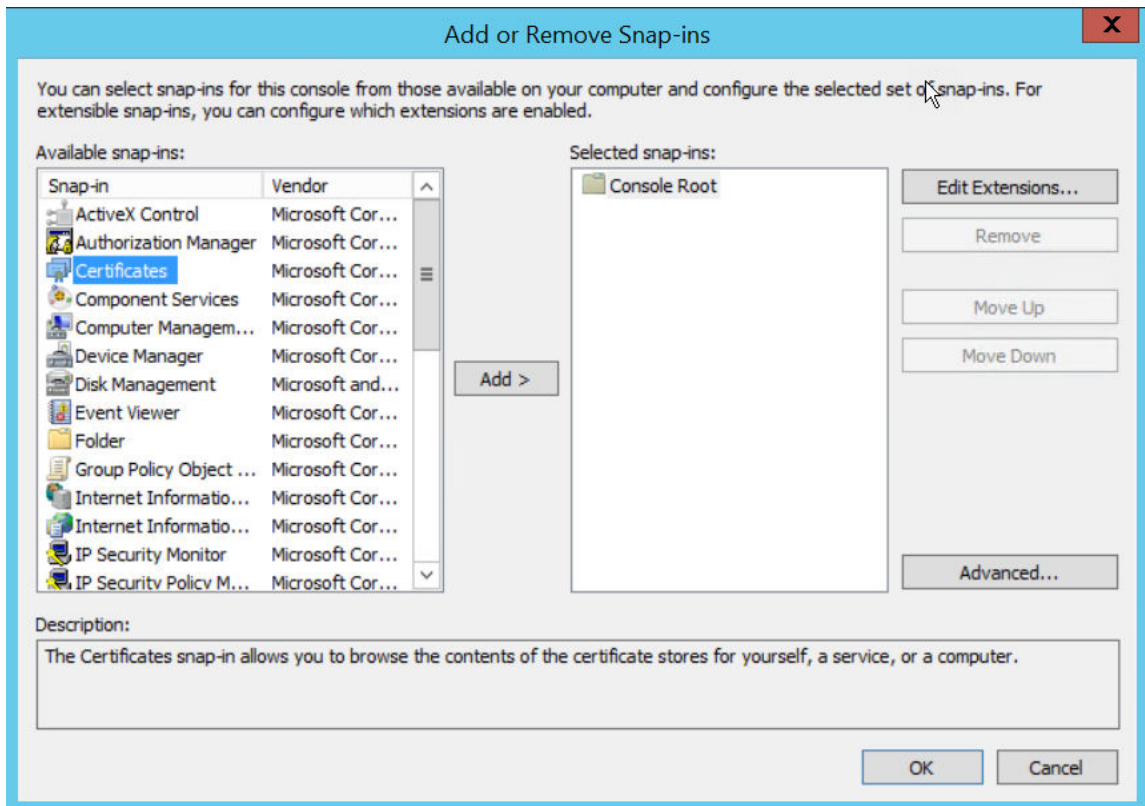 Add or Remove Snap-ins
X
You can select snap-ins for this console from those available on your computer and configure the selected set of snap-ins. For
extensible snap-ins, you can configure which extensions are enabled.
Available snap-ins:
Snap-in Vendor
ActiveX Control Microsoft Cor...
Authorization Manager Microsoft Cor...
Certificates Microsoft Cor...
Component Services Microsoft Cor...
Computer Managem... Microsoft Cor...
Device Manager Microsoft Cor...
Disk Management Microsoft and...
Event Viewer Microsoft Cor...
Folder Microsoft Cor...
Group Policy Object ... Microsoft Cor...
Internet Informatio... Microsoft Cor...
Internet Informatio... Microsoft Cor...
IP Security Monitor Microsoft Cor...
IP Security Policy M... Microsoft Cor...
Add >
Selected snap-ins:
Console Root
Edit Extensions...
Remove
Move Up
Move Down
Advanced...
Description:
The Certificates snap-in allows you to browse the contents of the certificate stores for yourself, a service, or a computer.
OK Cancel